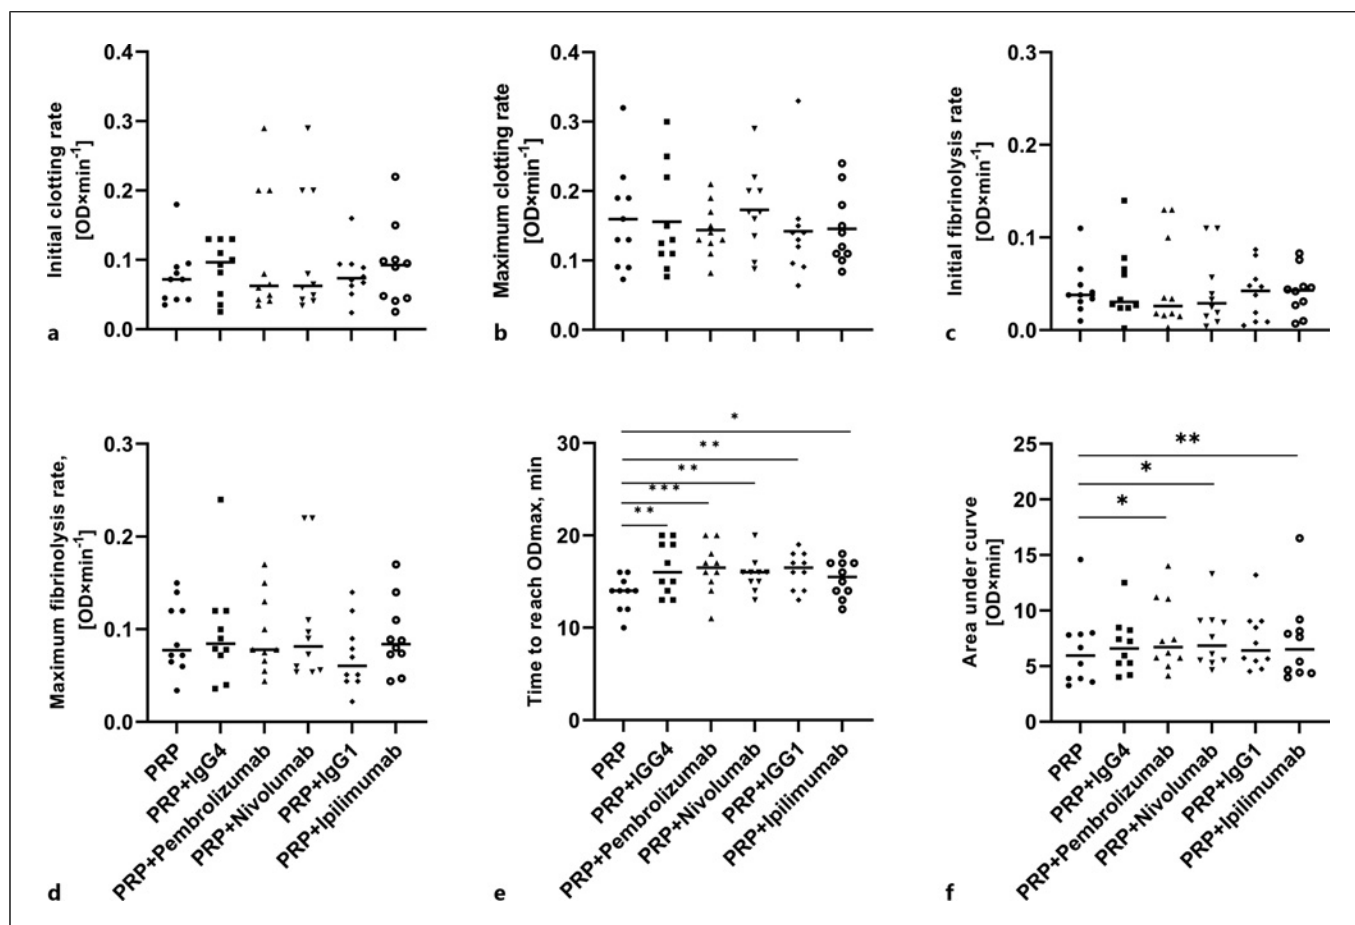 0.4
0.3
0.2
0.1
0.0
Initial clotting rate
[OD×min⁻¹]
a
0.4
0.3
0.2
0.1
0.0
Maximum clotting rate
[OD×min⁻¹]
b
0.3
0.2
0.1
0.0
Initial fibrinolysis rate
[OD×min⁻¹]
c
0.3
0.2
0.1
0.0
Maximum fibrinolysis rate,
[OD×min⁻¹]
PRP
PRP+IgG4
PRP+Pembrolizumab
PRP+Nivolumab
PRP+IgG1
PRP+Ipilimumab
d
*
**
**
***
**
30
20
10
0
Time to reach ODmax, min
PRP
PRP+IGG4
PRP+Pembrolizumab
PRP+Nivolumab
PRP+IGG1
PRP+Ipilimumab
e
**
*
*
25
20
15
10
5
0
Area under curve
[OD×min]
PRP
PRP+IgG4
PRP+Pembrolizumab
PRP+Nivolumab
PRP+IgG1
PRP+Ipilimumab
f